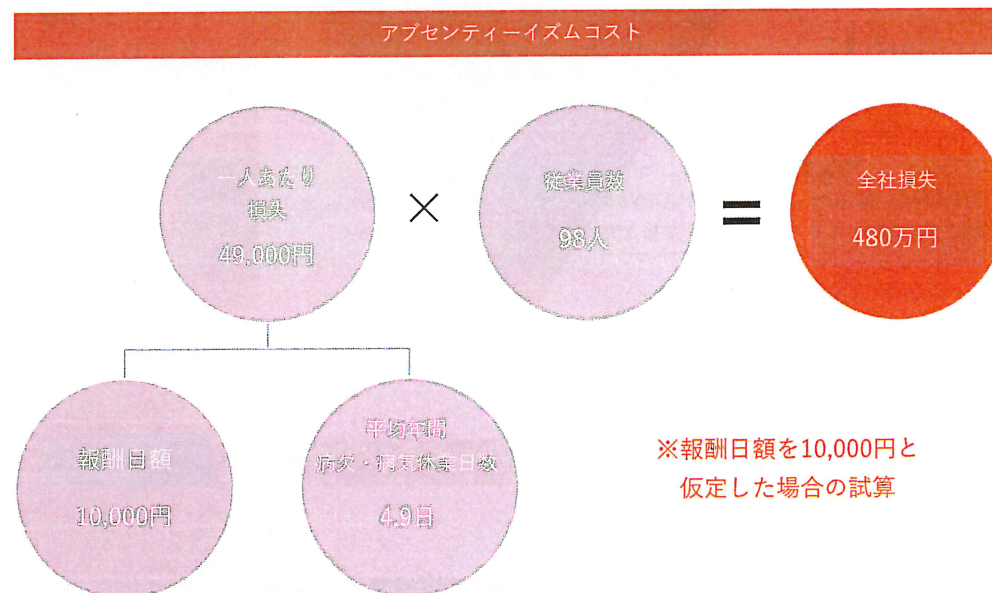 アブセンティーイズムコスト
一人あたり
損失
49,000円
×
従業員数
98人
=
全社損失
480万円
報酬日額
10,000円
平均年間
病欠・病気休業日数
4.9日
※報酬日額を10,000円と
仮定した場合の試算